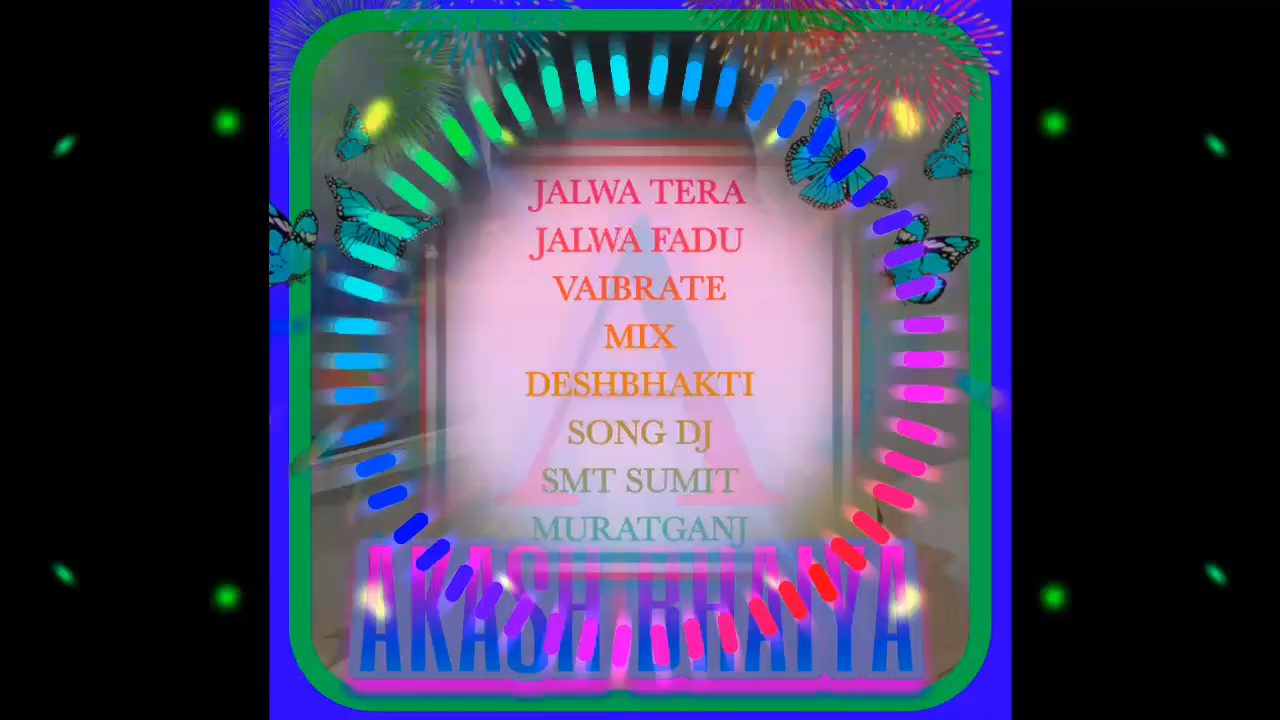 JALWA TERA
JALWA FADU
VAIBRATE
MIX
DESHBHAKTI
SONG DJ
SMT SUMIT
MURATGANJ
AKASH BHAIYA
A